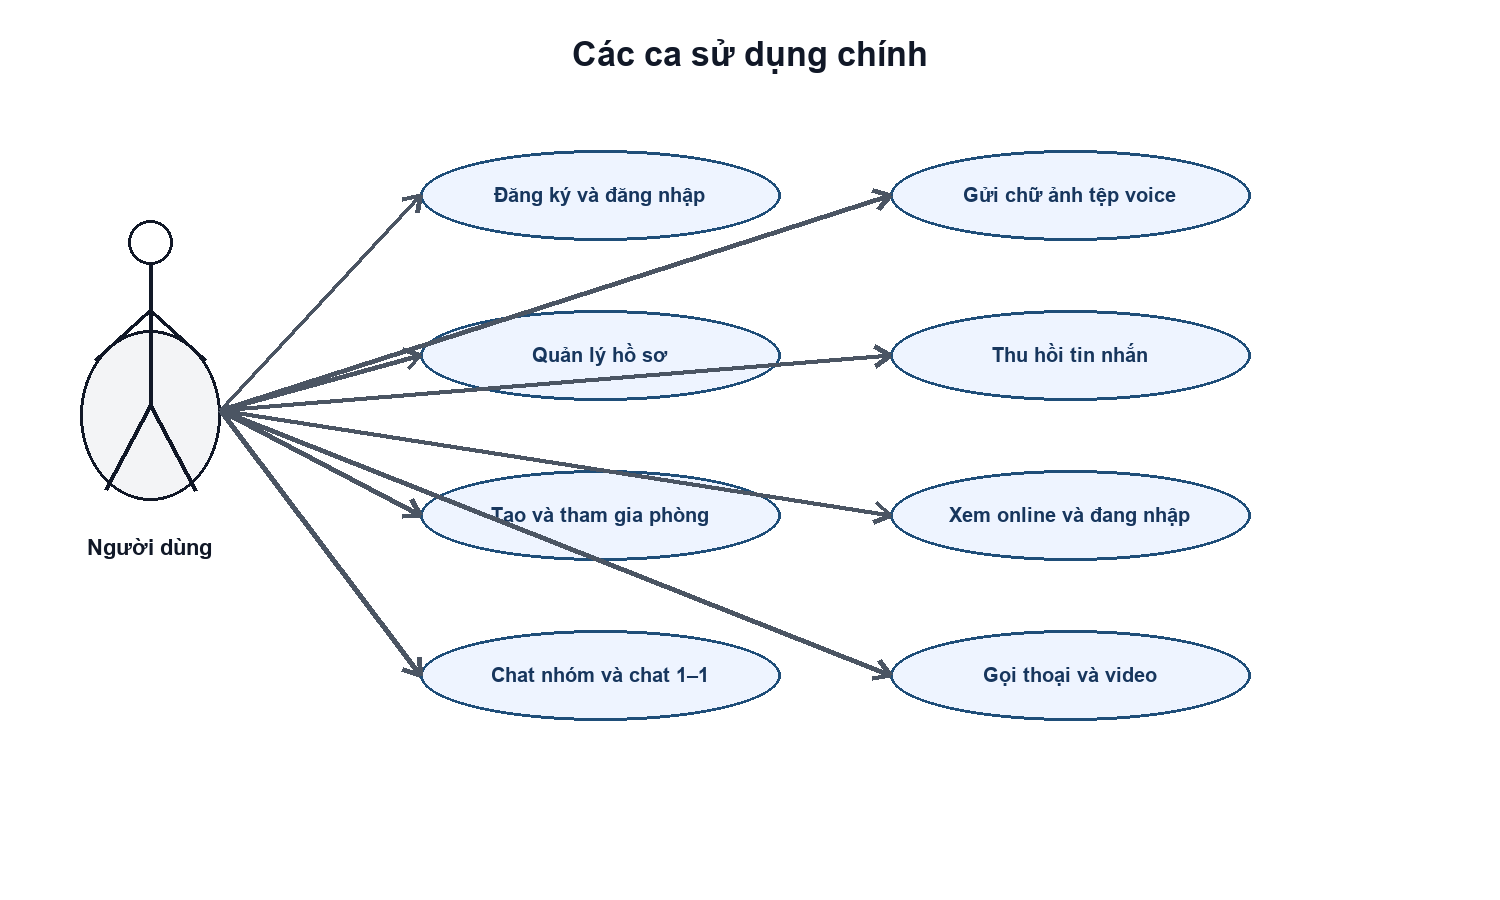 Các ca sử dụng chính
Đăng ký và đăng nhập
Gửi chữ ảnh tệp voice
Quản lý hồ sơ
Thu hồi tin nhắn
Tạo và tham gia phòng
Xem online và đang nhập
Người dùng
Chat nhóm và chat 1–1
Gọi thoại và video